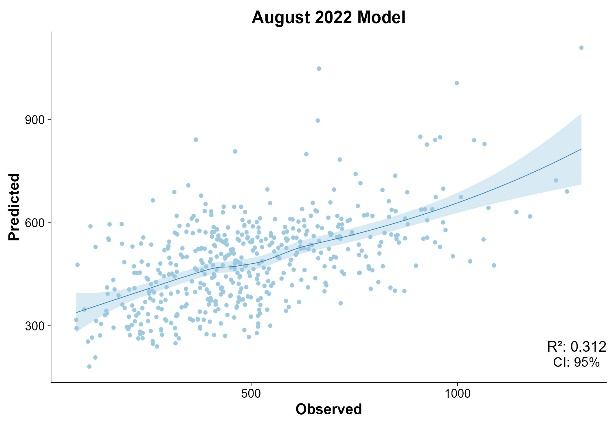 August 2022 Model
Predicted
900
600
300
500
1000
Observed
R²: 0.312
CI: 95%